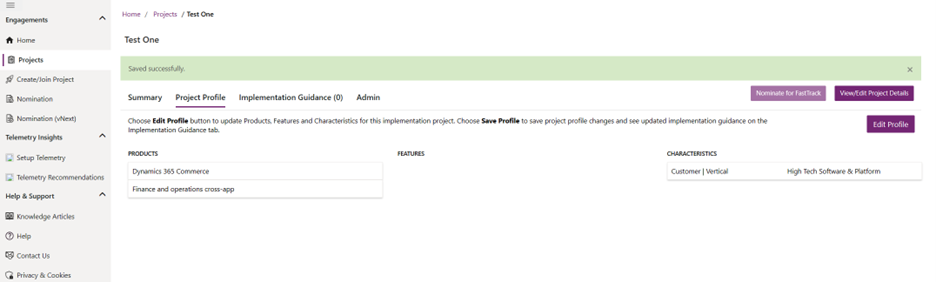 Engagements
Home
Projects
Create/Join Project
Nomination
Nomination (vNext)
Telemetry Insights
Setup Telemetry
Telemetry Recommendations
Help & Support
Knowledge Articles
Help
Contact Us
Privacy & Cookies
Home / Projects / Test One
Test One
Saved successfully.
Summary Project Profile Implementation Guidance (0) Admin
Nominate for FastTrack View/Edit Project Details
Choose Edit Profile button to update Products, Features and Characteristics for this implementation project. Choose Save Profile to save project profile changes and see updated implementation guidance on the
Implementation Guidance tab.
Edit Profile
PRODUCTS
Dynamics 365 Commerce
Finance and operations cross-app
FEATURES
CHARACTERISTICS
Customer | Vertical High Tech Software & Platform